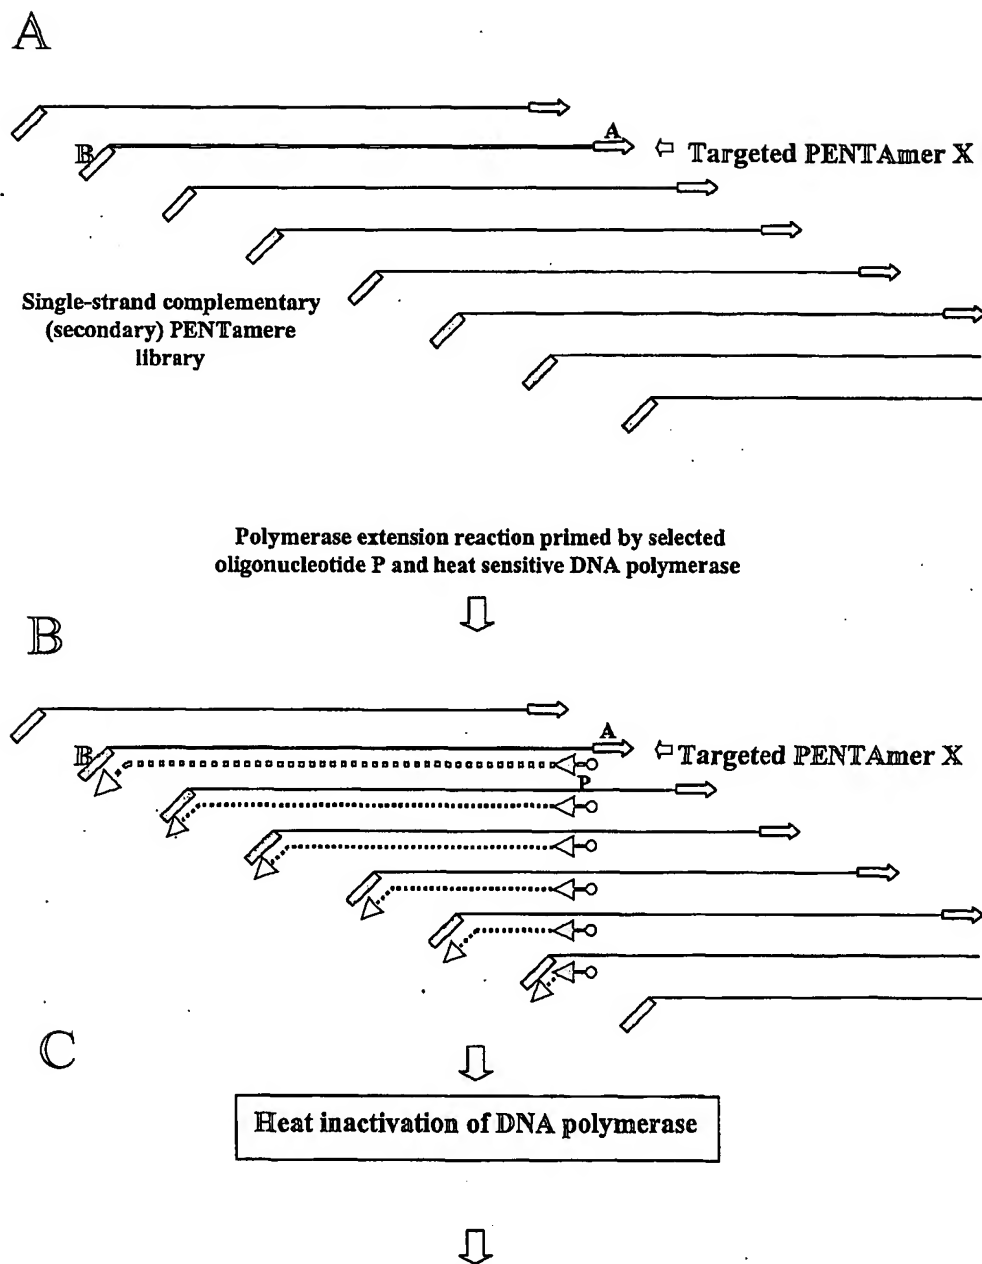 A
A
B
Targeted PENTAmer X
Single-strand complementary
(secondary) PENTamere
library
Polymerase extension reaction primed by selected
oligonucleotide P and heat sensitive DNA polymerase
B
A
B
Targeted PENTAmer X
P
C
Heat inactivation of DNA polymerase